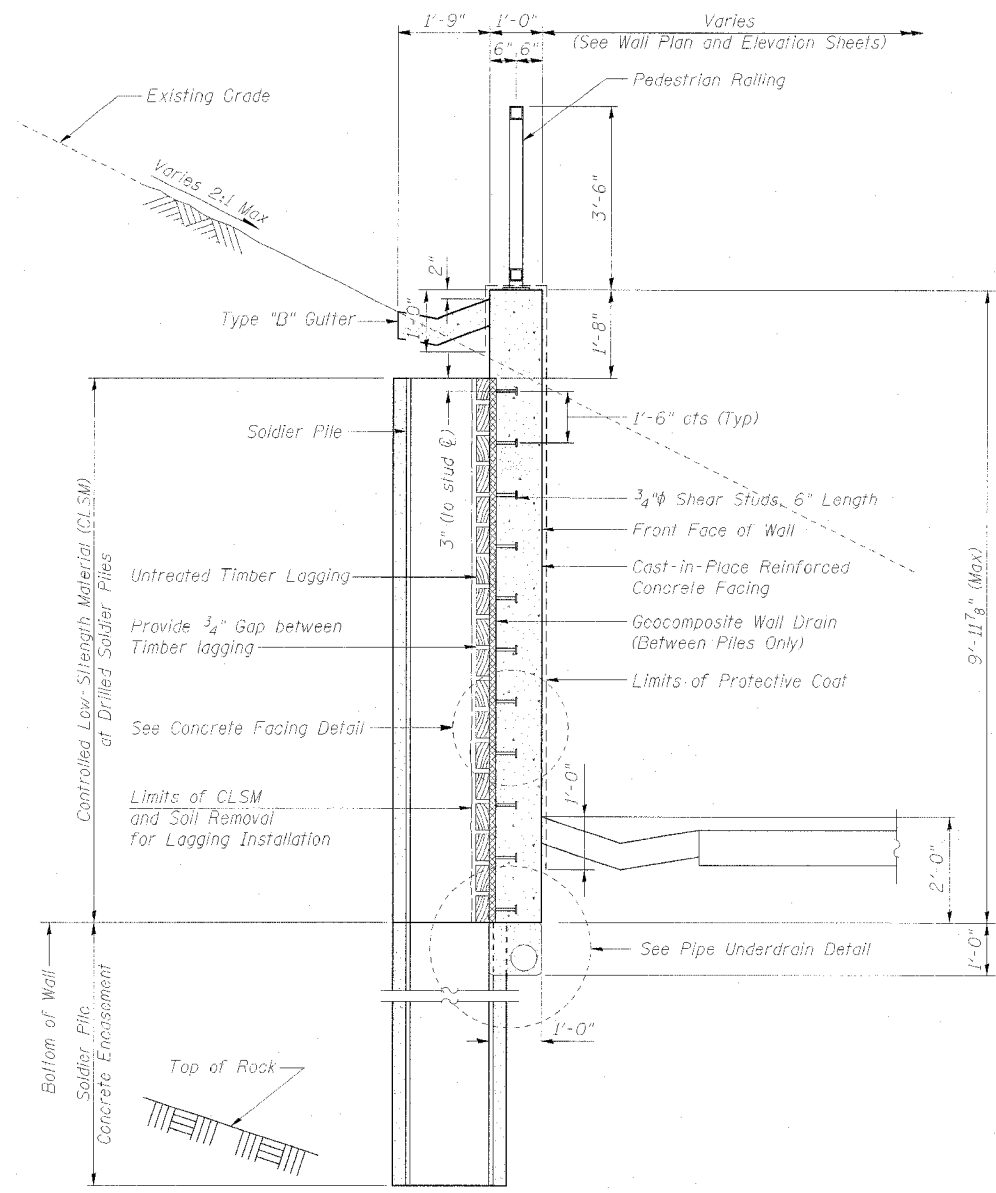 1'-9"
1'-0"
Varies
(See Wall Plan and Elevation Sheets)
6"
6"
Pedestrian Railing
Existing Grade
Varies 2:1 Max
3'-6"
2"
1'-0"
Type "B" Gutter
1'-8"
Soldier Pile
3" (to stud ℄)
1'-6" cts (Typ)
3/4"ϕ Shear Studs, 6" Length
Front Face of Wall
Untreated Timber Lagging
Cast-in-Place Reinforced
Concrete Facing
Provide 3/4" Gap between
Timber lagging
Geocomposite Wall Drain
(Between Piles Only)
Limits of Protective Coat
See Concrete Facing Detail
Controlled Low-Strength Material (CLSM)
at Drilled Soldier Piles
9'-11 7/8" (Max)
Limits of CLSM
and Soil Removal
for Lagging Installation
1'-0"
2'-0"
See Pipe Underdrain Detail
1'-0"
Bottom of Wall
Soldier Pile
Concrete Encasement
1'-0"
Top of Rock